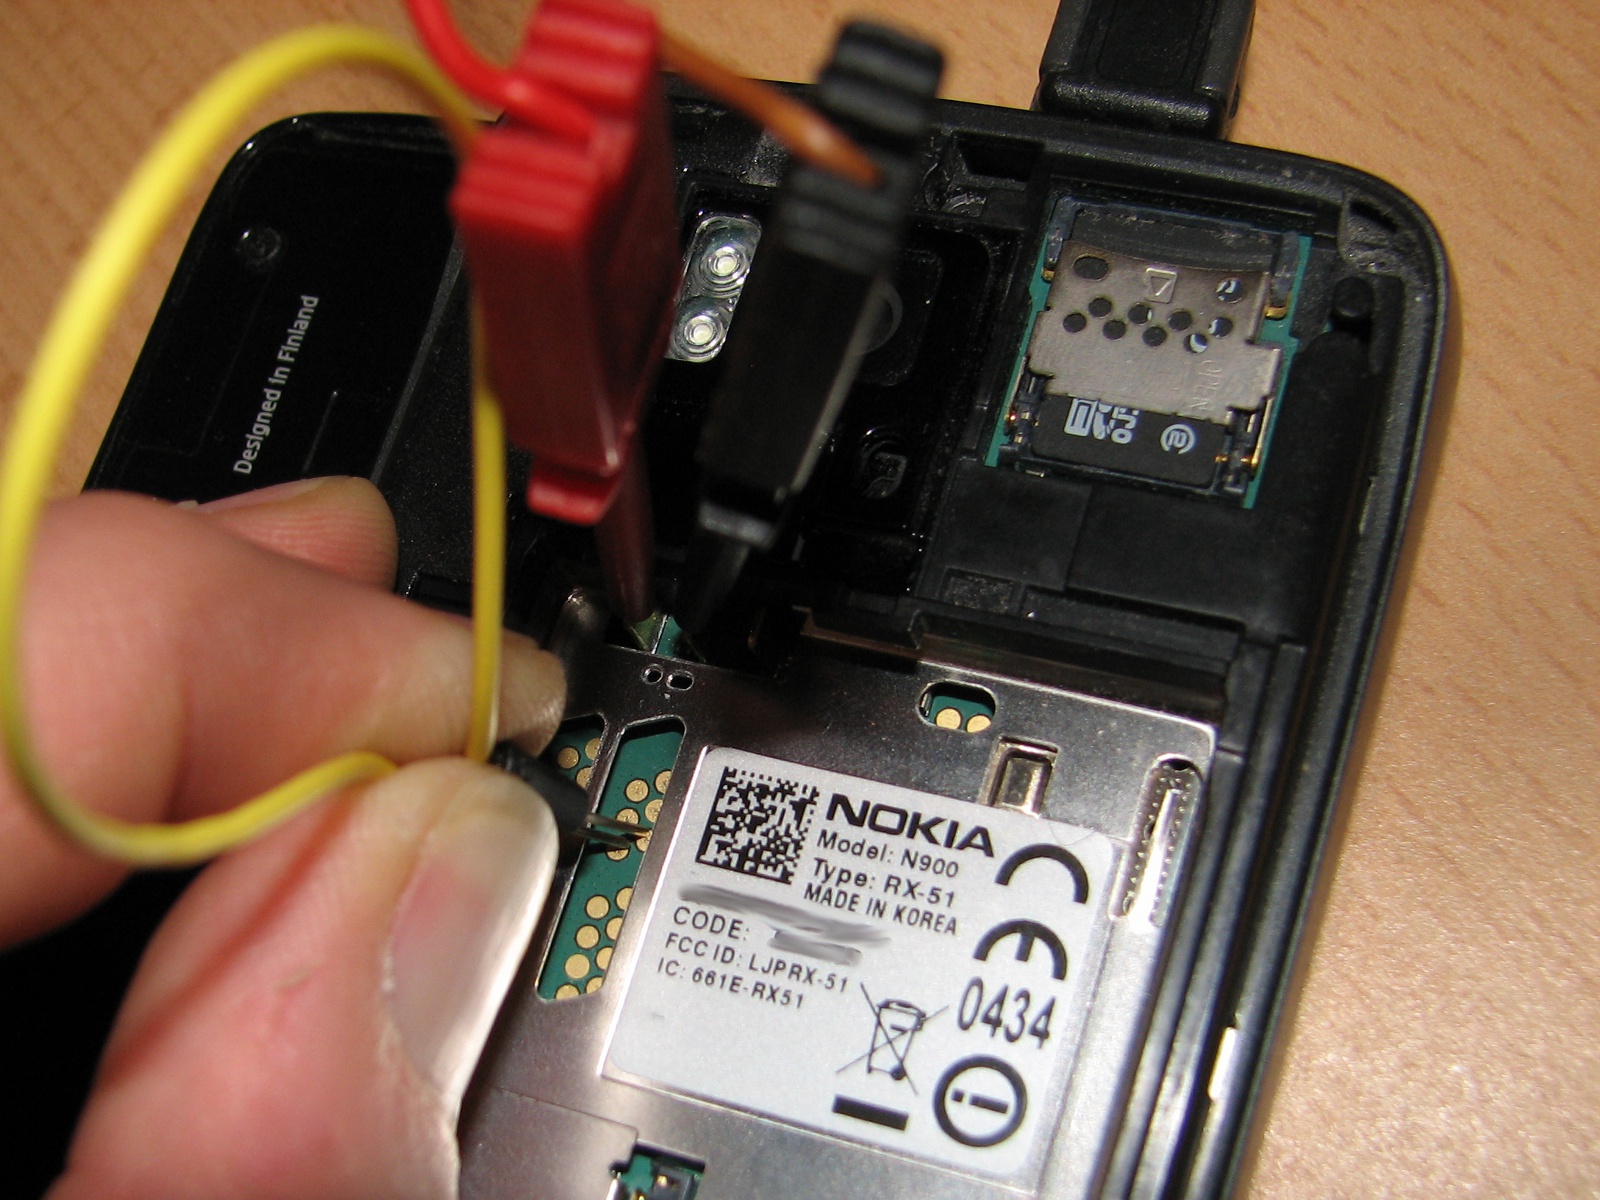 Designed in Finland
NOKIA
Model: N900
Type: RX-51
MADE IN KOREA
CODE:
FCC ID: LJPRX-51
IC: 661E-RX51
CE
0434